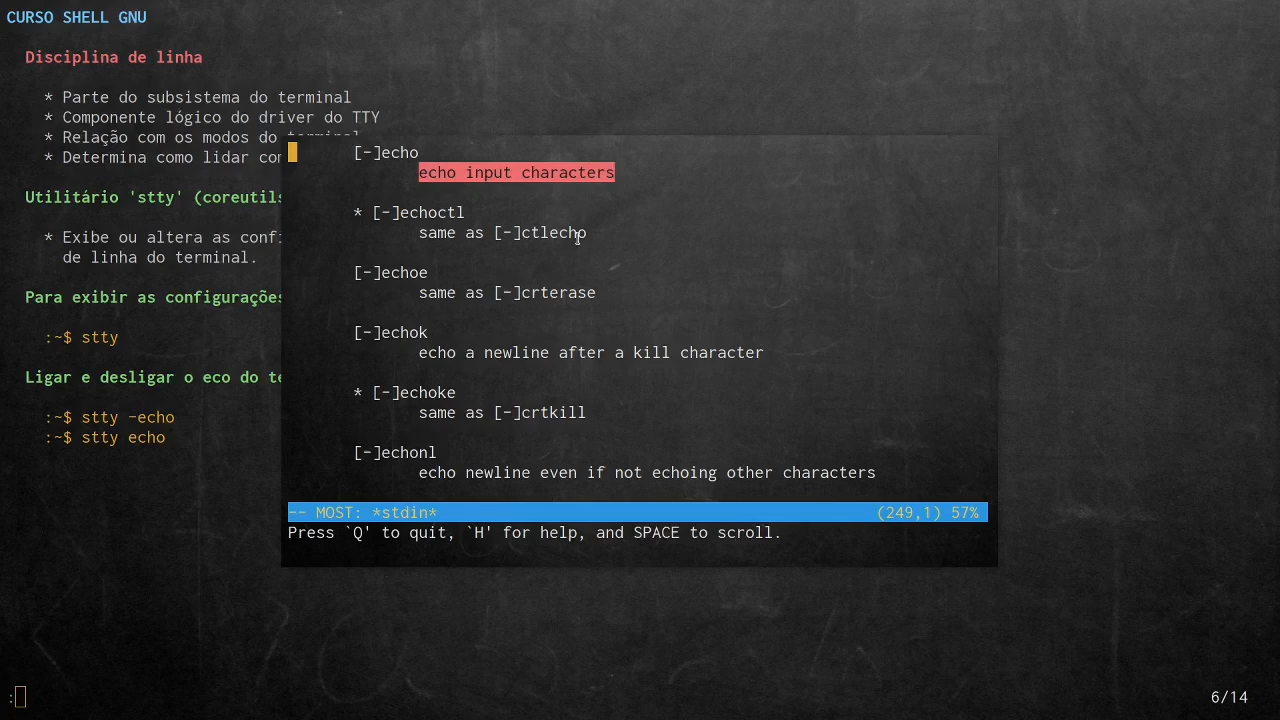 CURSO SHELL GNU
Disciplina de linha
* Parte do subsistema do terminal
* Componente lógico do driver do TTY
* Relação com os modos do terminal
* Determina como lidar com
Utilitário 'stty' (coreutils
* Exibe ou altera as conf
de linha do terminal.
Para exibir as configurações
:~$ stty
Ligar e desligar o eco do te
:~$ stty -echo
:~$ stty echo
[-]echo
echo input characters
* [-]echoctl
same as [-]ctlecho
[-]echoe
same as [-]crterase
[-]echok
echo a newline after a kill character
* [-]echoke
same as [-]crtkill
[-]echonl
echo newline even if not echoing other characters
-- MOST: *stdin* (249,1) 57%
Press `Q' to quit, `H' for help, and SPACE to scroll.
:
6/14